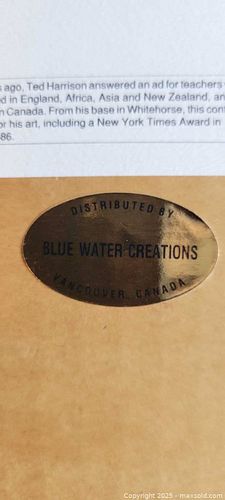 ago, Ted Harrison answered an ad for teachers
d in England, Africa, Asia and New Zealand, an
n Canada. From his base in Whitehorse, this cont
or his art, including a New York Times Award in
86.
DISTRIBUTED BY
BLUE WATER CREATIONS
VANCOUVER, CANADA
Copyright 2025 - maxsold.com